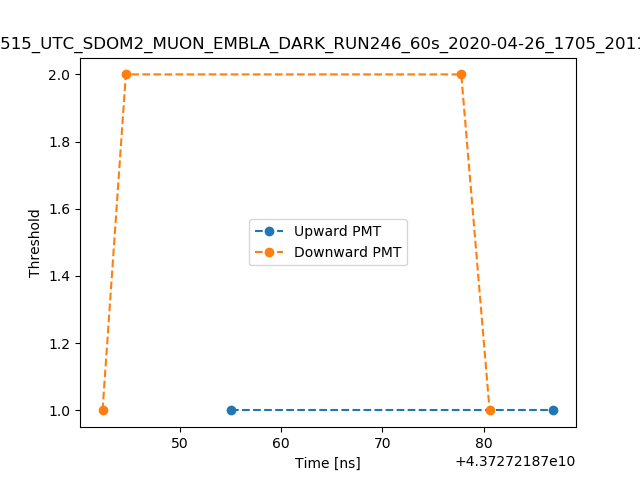 515_UTC_SDOM2_MUON_EMBLA_DARK_RUN246_60s_2020-04-26_1705_2011
2.0
1.8
1.6
1.4
1.2
1.0
Threshold
Upward PMT
Downward PMT
50 60 70 80
Time [ns]
+4.37272187e10